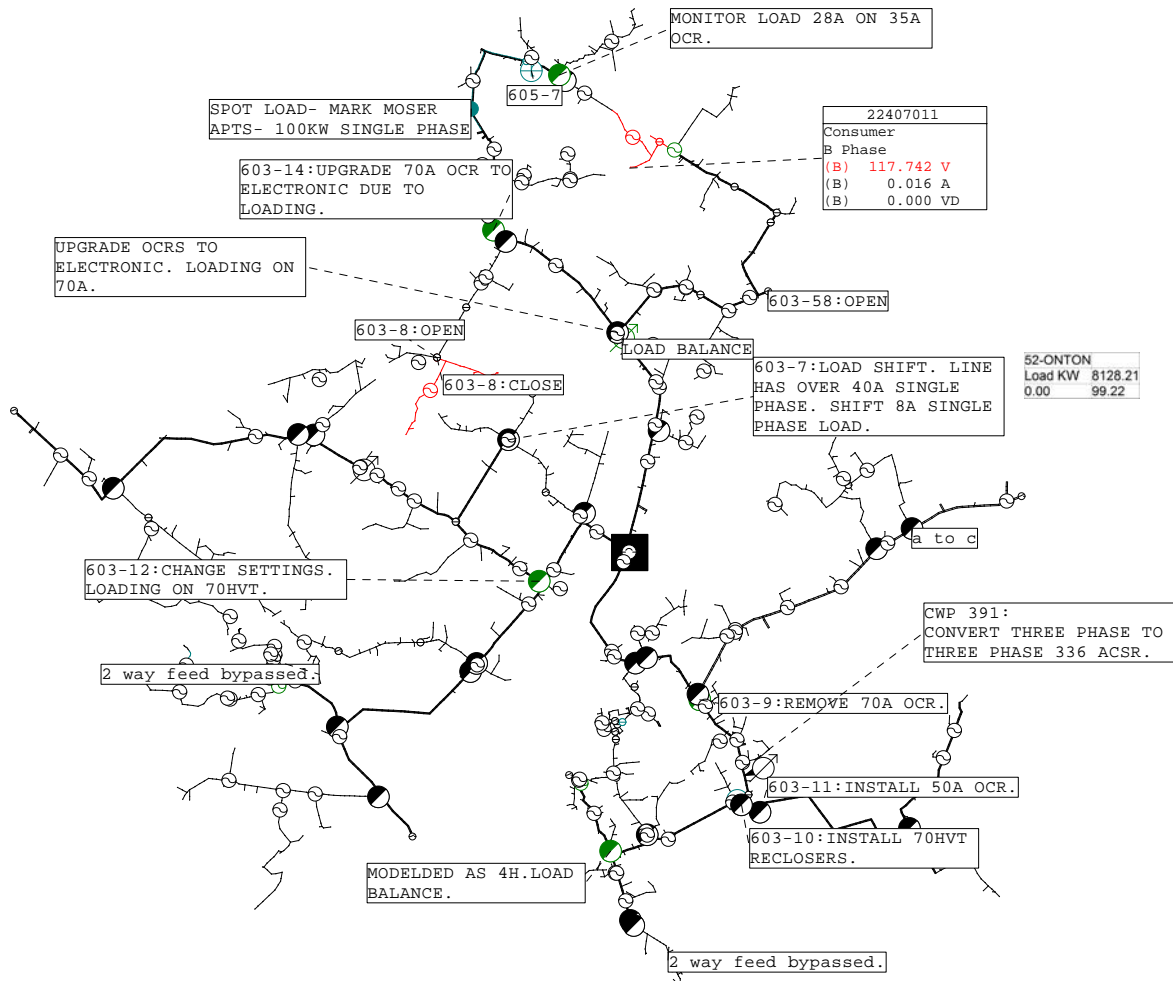 MONITOR LOAD 28A ON 35A
OCR.
605-7
SPOT LOAD- MARK MOSER
APTS- 100KW SINGLE PHASE
22407011
Consumer
B Phase
(B) 117.742 V
(B) 0.016 A
(B) 0.000 VD
603-14:UPGRADE 70A OCR TO
ELECTRONIC DUE TO
LOADING.
UPGRADE OCRS TO
ELECTRONIC. LOADING ON
70A.
603-58:OPEN
603-8:OPEN
LOAD BALANCE
603-8:CLOSE
603-7:LOAD SHIFT. LINE
HAS OVER 40A SINGLE
PHASE. SHIFT 8A SINGLE
PHASE LOAD.
52-ONTON
Load KW 8128.21
0.00 99.22
a to c
603-12:CHANGE SETTINGS.
LOADING ON 70HVT.
CWP 391:
CONVERT THREE PHASE TO
THREE PHASE 336 ACSR.
2 way feed bypassed.
603-9:REMOVE 70A OCR.
603-11:INSTALL 50A OCR.
603-10:INSTALL 70HVT
RECLOSERS.
MODELDED AS 4H.LOAD
BALANCE.
2 way feed bypassed.